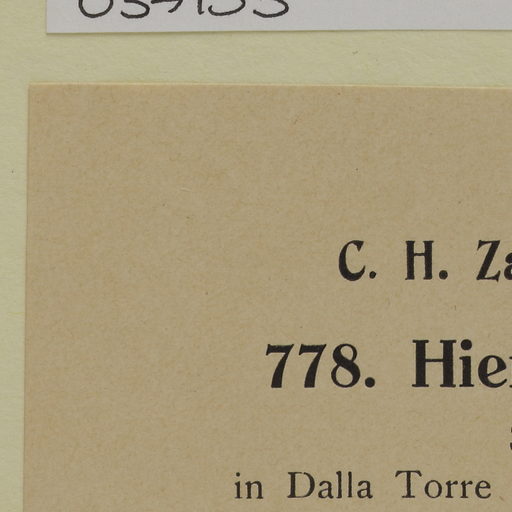 C. H. Za
778. Hie
in Dalla Torre